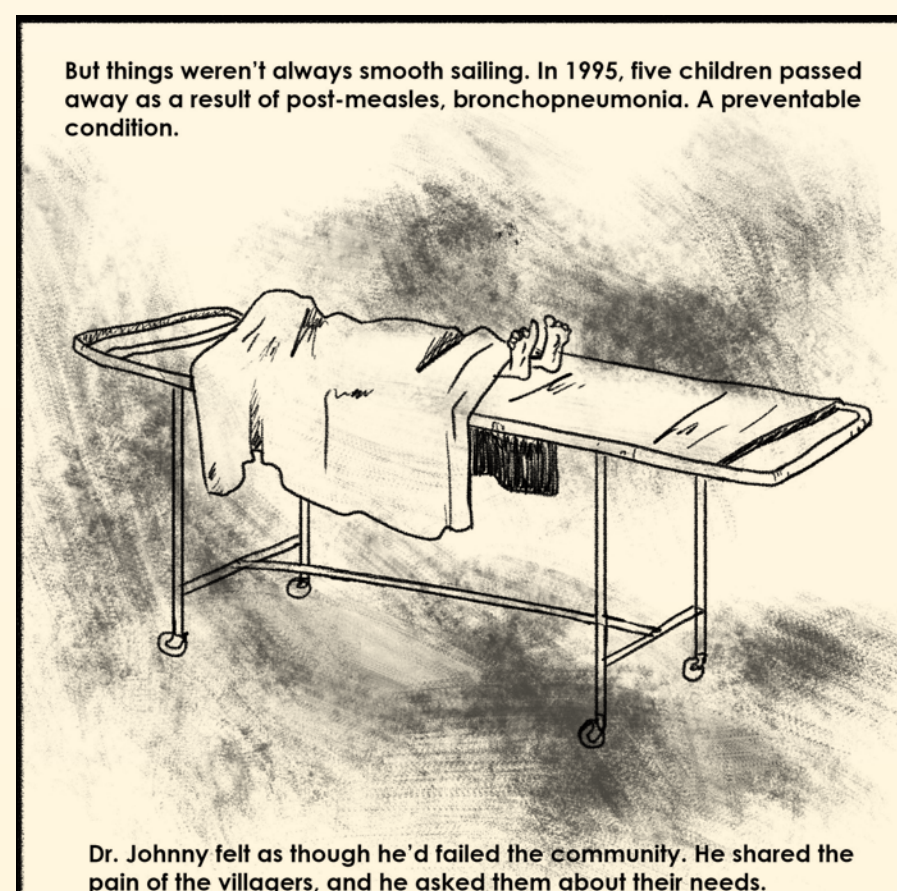 But things weren't always smooth sailing. In 1995, five children passed
away as a result of post-measles, bronchopneumonia. A preventable
condition.
Dr. Johnny felt as though he'd failed the community. He shared the
pain of the villagers, and he asked them about their needs.